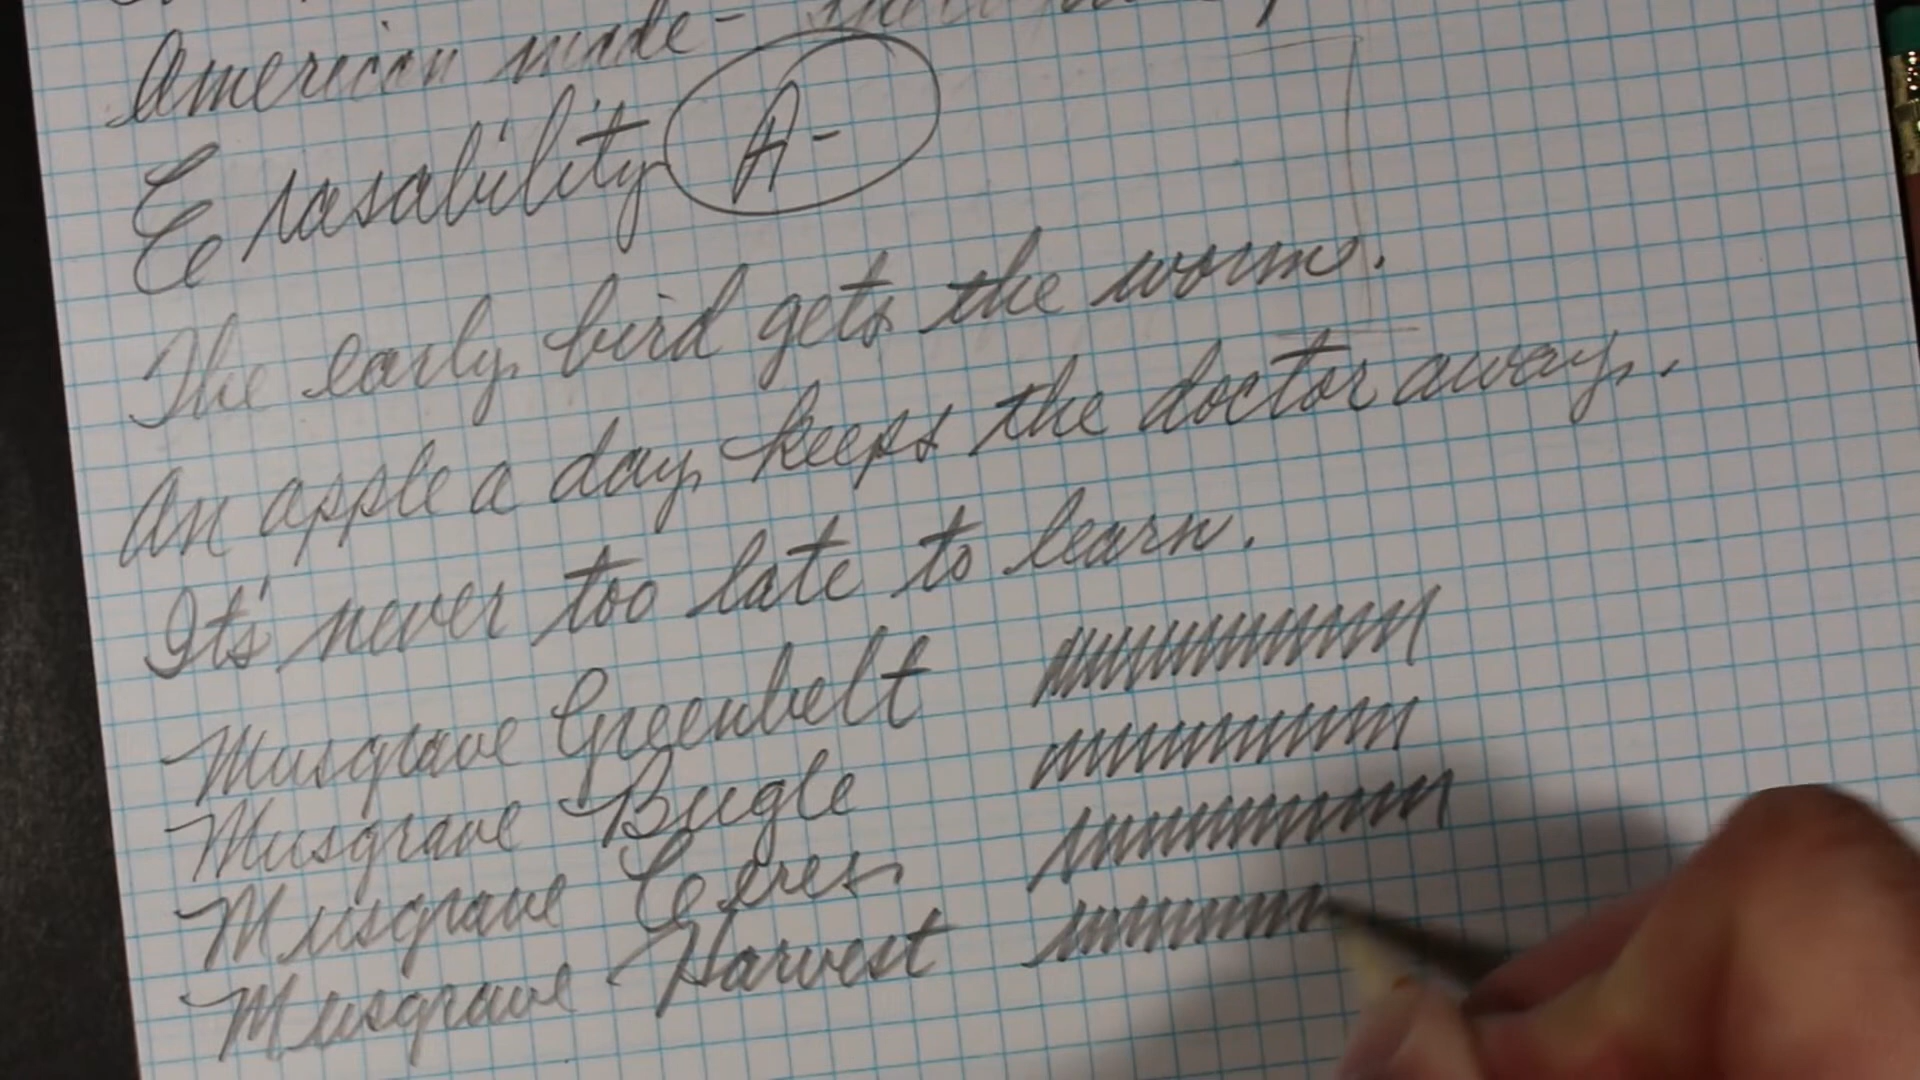 American made-
Erasability A-
The early bird gets the worm.
An apple a day keeps the doctor away.
It's never too late to learn.
Musgrave Greenbelt
Musgrave Bugle
Musgrave Ceres
Musgrave Harvest